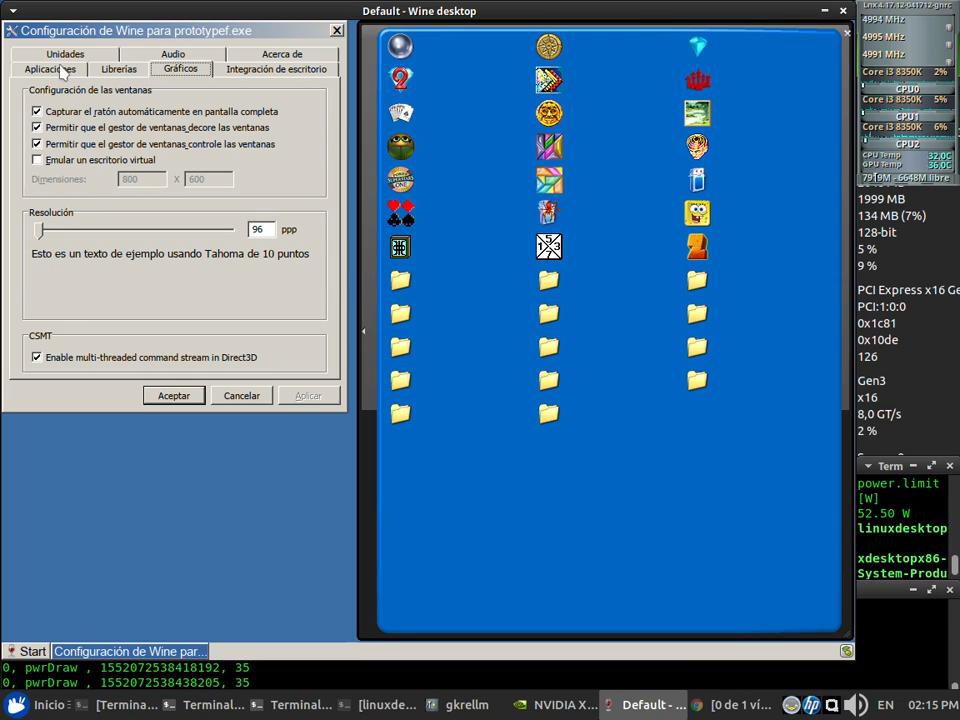 Default - Wine desktop
Configuración de Wine para prototypef.exe
Unidades
Audio
Acerca de
Aplicaciones
Librerías
Gráficos
Integración de escritorio
Configuración de las ventanas
Capturar el ratón automáticamente en pantalla completa
Permitir que el gestor de ventanas decore las ventanas
Permitir que el gestor de ventanas controle las ventanas
Emular un escritorio virtual
Dimensiones:
800
X
600
Resolución
96
ppp
Esto es un texto de ejemplo usando Tahoma de 10 puntos
CSMT
Enable multi-threaded command stream in Direct3D
Aceptar
Cancelar
Aplicar
Start
Configuración de Wine par...
0, pwrDraw , 1552072538418192, 35
0, pwrDraw , 1552072538438205, 35
Lnx 4.17.12-041712-gnrc
4994 MHz
4995 MHz
4991 MHz
Core i3 8350K 2%
CPU0
Core i3 8350K 5%
CPU1
Core i3 8350K 6%
CPU2
CPU Temp 32,0C
GPU Temp 36,0C
7919M - 6648M libre
1999 MB
134 MB (7%)
128-bit
5 %
9 %
PCI Express x16 Ge
PCI:1:0:0
0x1c81
0x10de
126
Gen3
x16
8,0 GT/s
2 %
Term
power.limit
[W]
52.50 W
linuxdesktop
xdesktopx86-
System-Produ
Inicio
[Termina...
Terminal...
Terminal...
[linuxde...
gkrellm
NVIDIA X...
Default - ...
[0 de 1 ví...
EN
02:15 PM